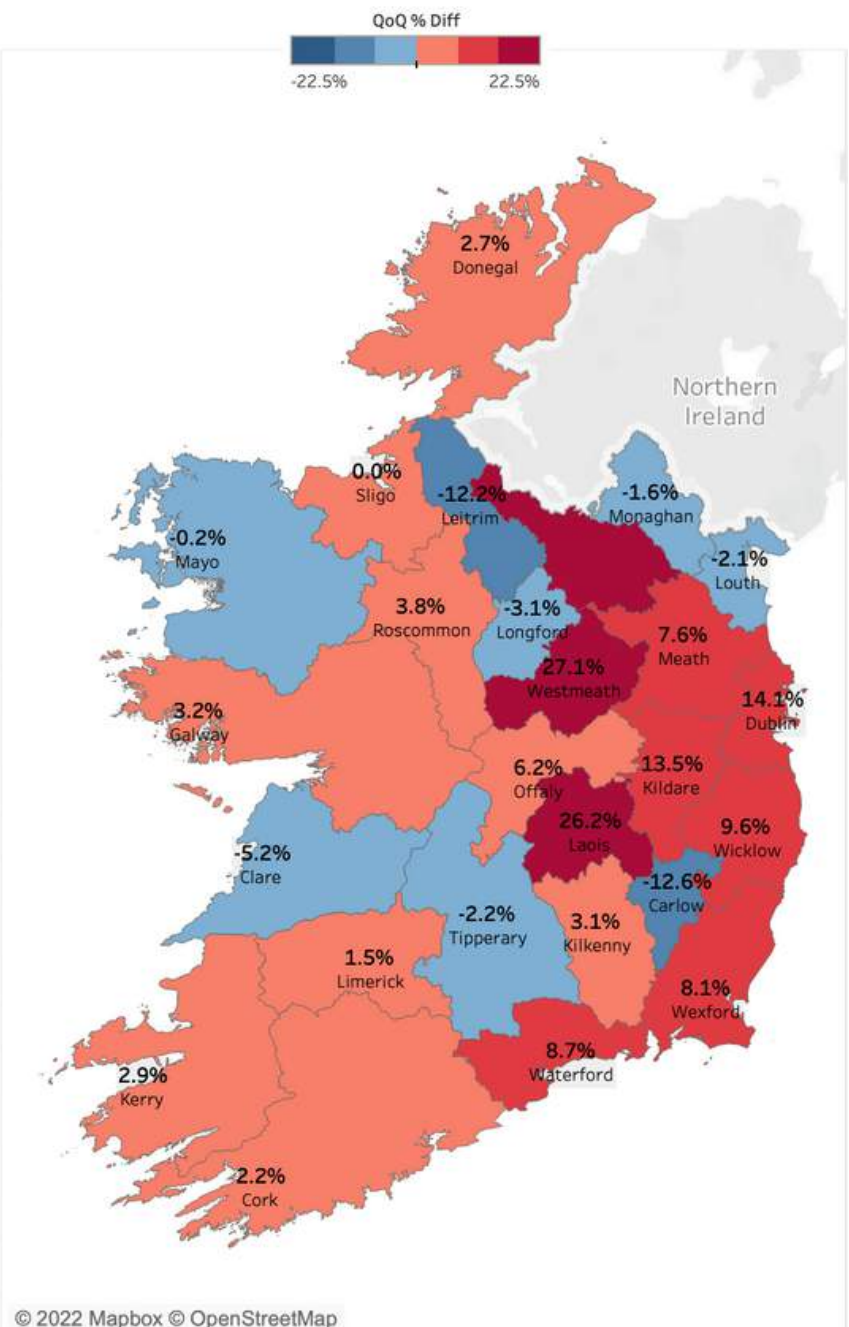 QoQ % Diff
-22.5%
22.5%
2.7%
Donegal
Northern
Ireland
0.0%
Sligo
-12.2%
Leitrim
-1.6%
Monaghan
-0.2%
Mayo
-2.1%
Louth
3.8%
Roscommon
-3.1%
Longford
7.6%
Meath
27.1%
Westmeath
14.1%
Dublin
3.2%
Galway
6.2%
Offaly
13.5%
Kildare
26.2%
Laois
9.6%
Wicklow
-5.2%
Clare
-12.6%
Carlow
-2.2%
Tipperary
3.1%
Kilkenny
1.5%
Limerick
8.1%
Wexford
8.7%
Waterford
2.9%
Kerry
2.2%
Cork
© 2022 Mapbox © OpenStreetMap